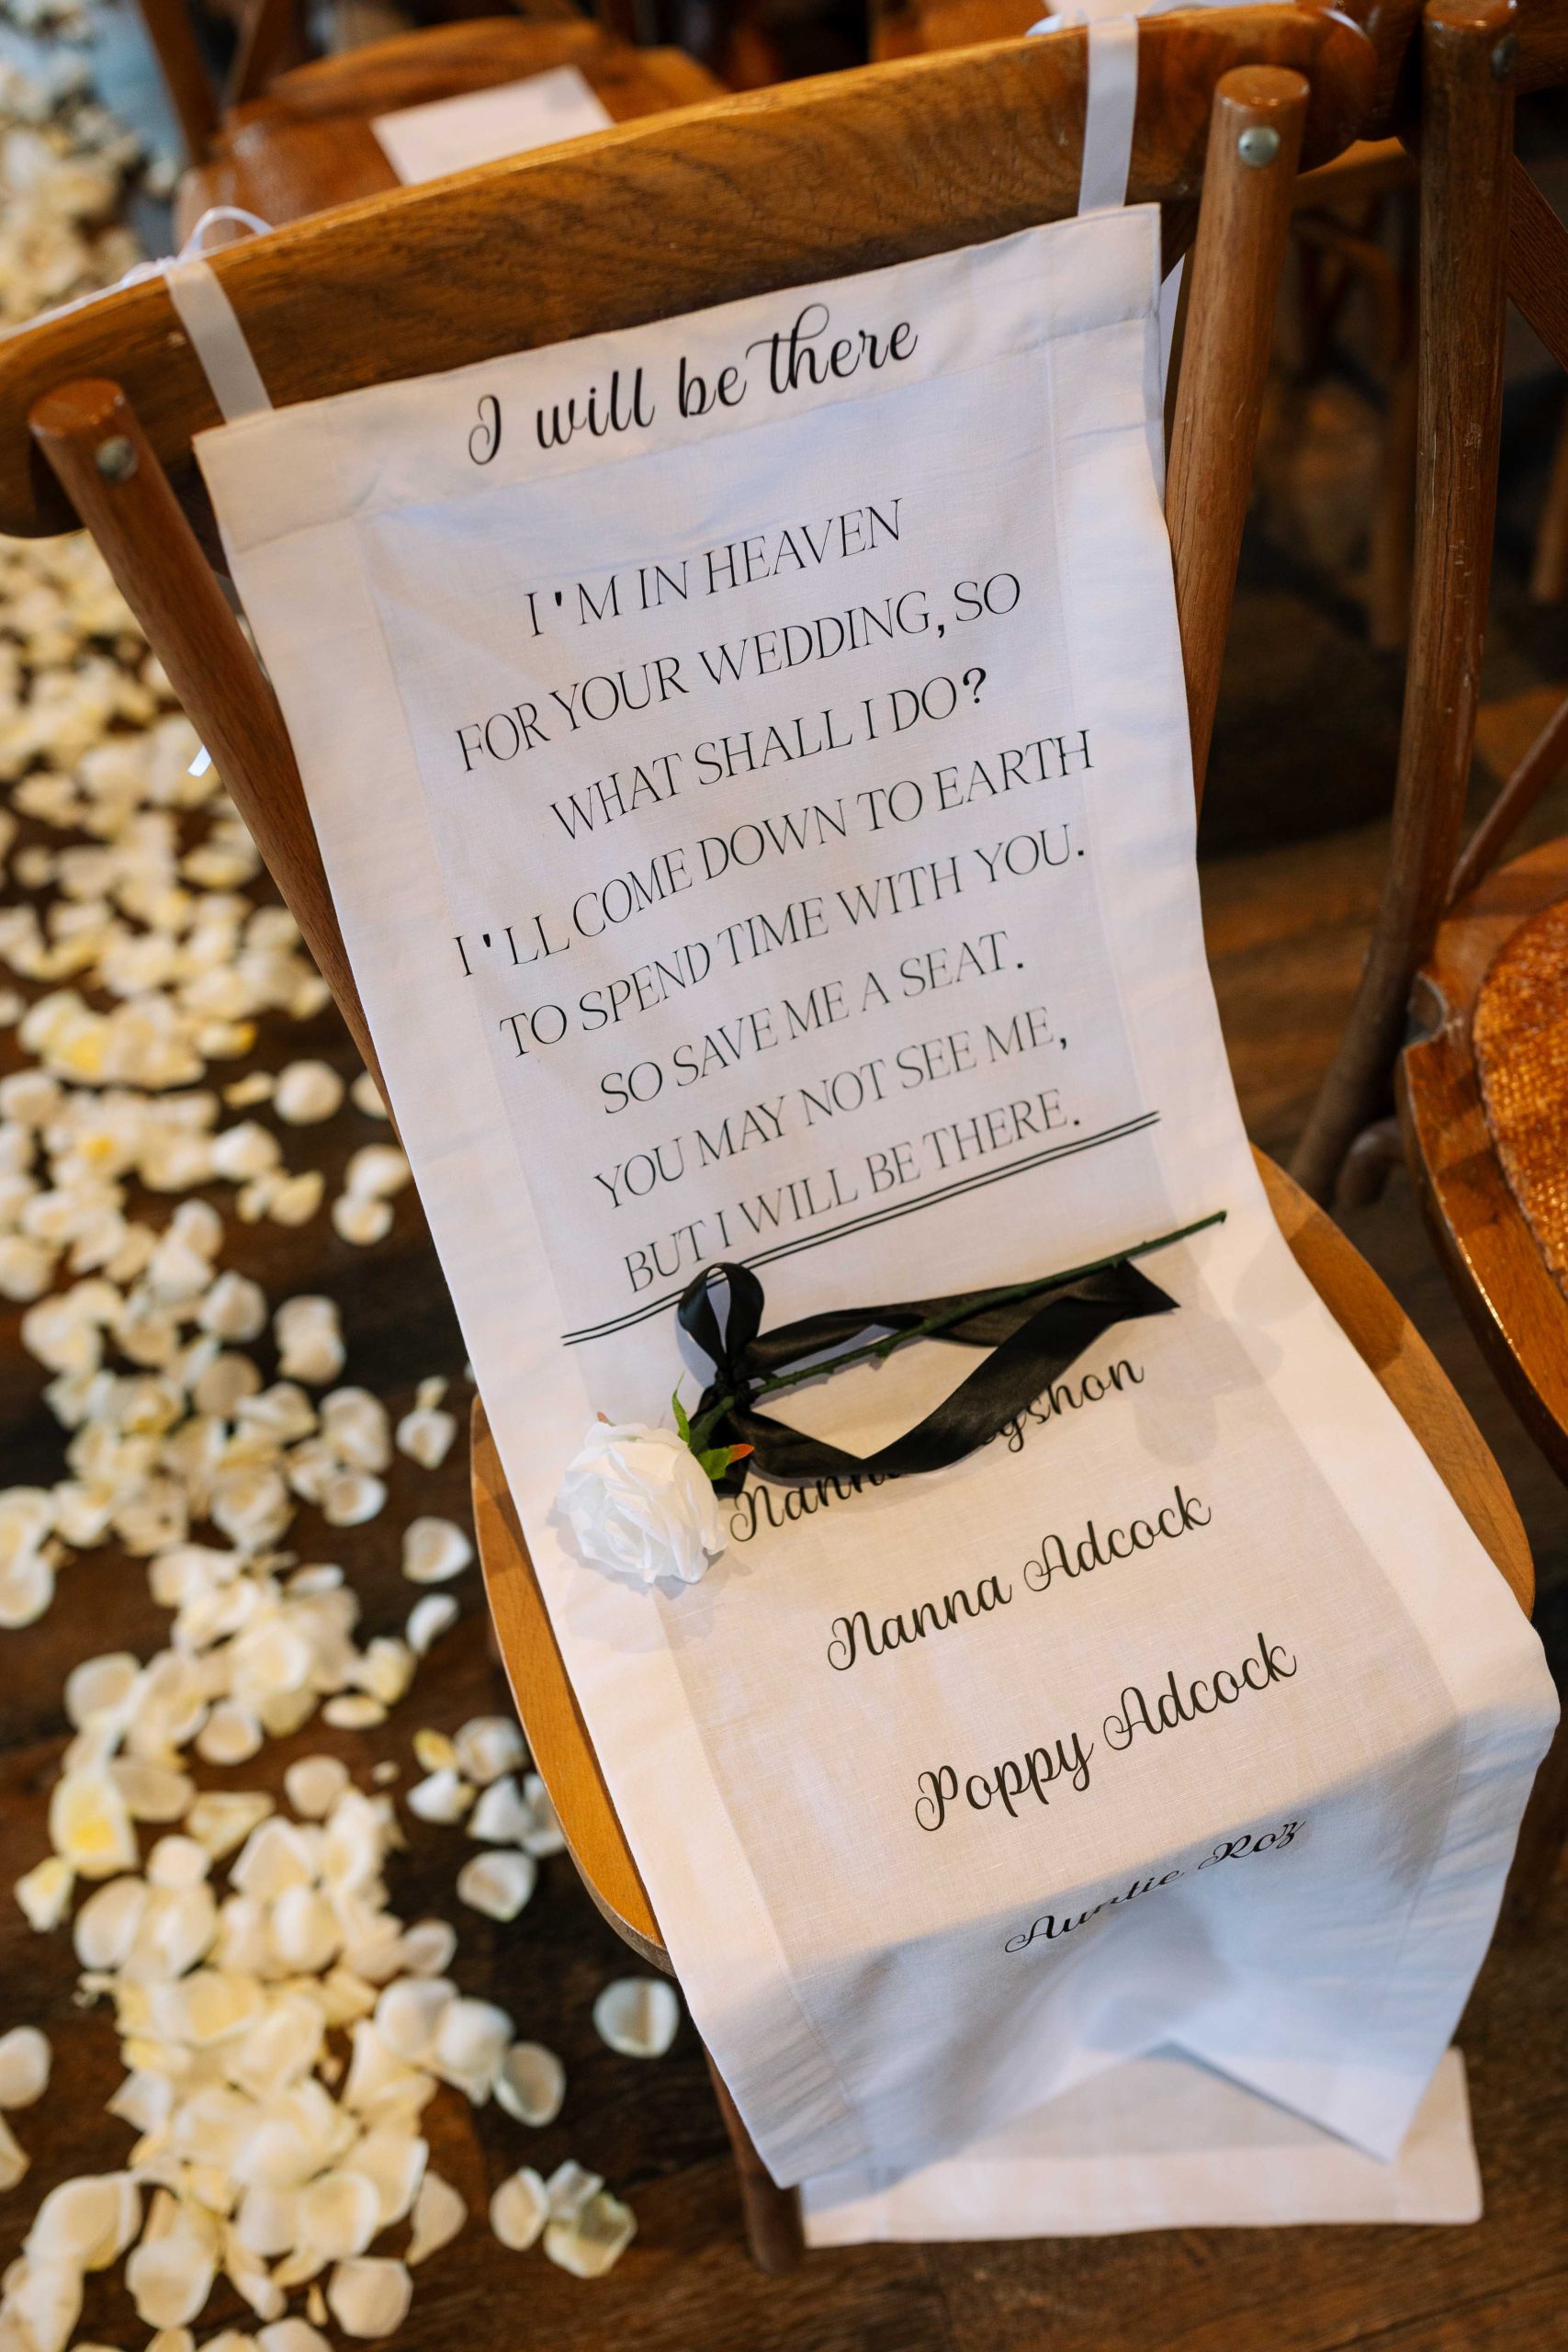 I will be there
I'M IN HEAVEN
FOR YOUR WEDDING, SO
WHAT SHALL I DO?
I'LL COME DOWN TO EARTH
TO SPEND TIME WITH YOU.
SO SAVE ME A SEAT.
YOU MAY NOT SEE ME,
BUT I WILL BE THERE.
Nanna
Nanna Adcock
Poppy Adcock
Auntie Roz